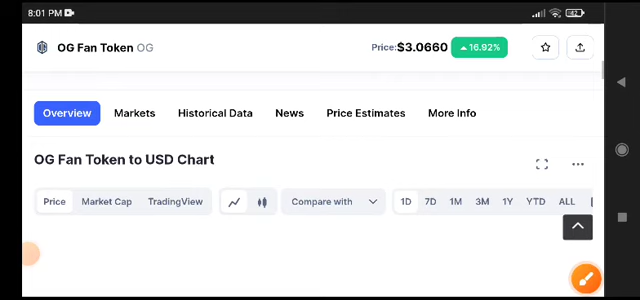 8:01 PM
OG Fan Token OG Price:$3.0660 16.92%
Overview Markets Historical Data News Price Estimates More Info
OG Fan Token to USD Chart
Price Market Cap TradingView Compare with 1D 7D 1M 3M 1Y YTD ALL